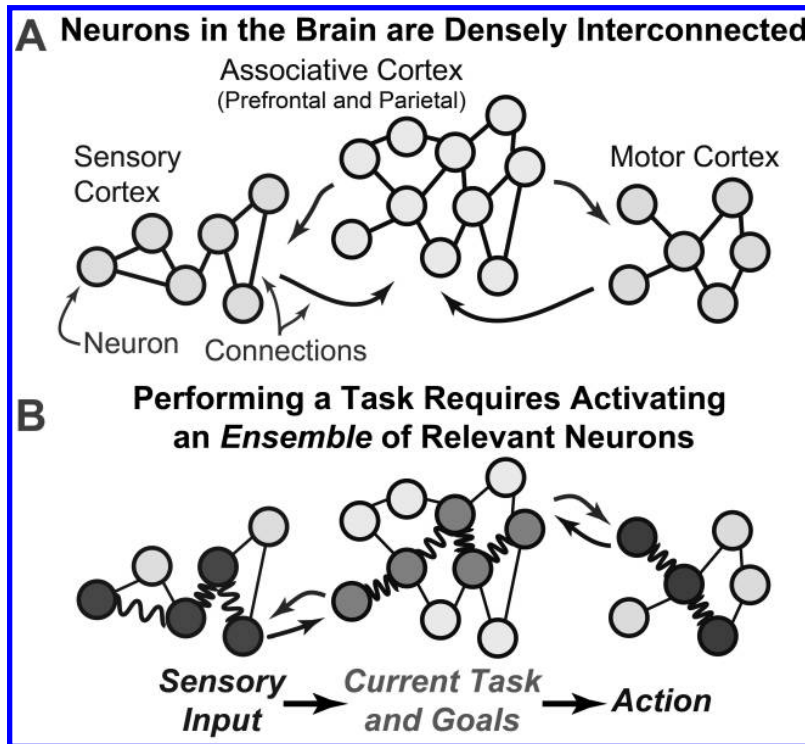 A Neurons in the Brain are Densely Interconnected
Associative Cortex
(Prefrontal and Parietal)
Sensory
Cortex
Motor Cortex
Neuron
Connections
B Performing a Task Requires Activating
an Ensemble of Relevant Neurons
Sensory
Input
Current Task
and Goals
Action